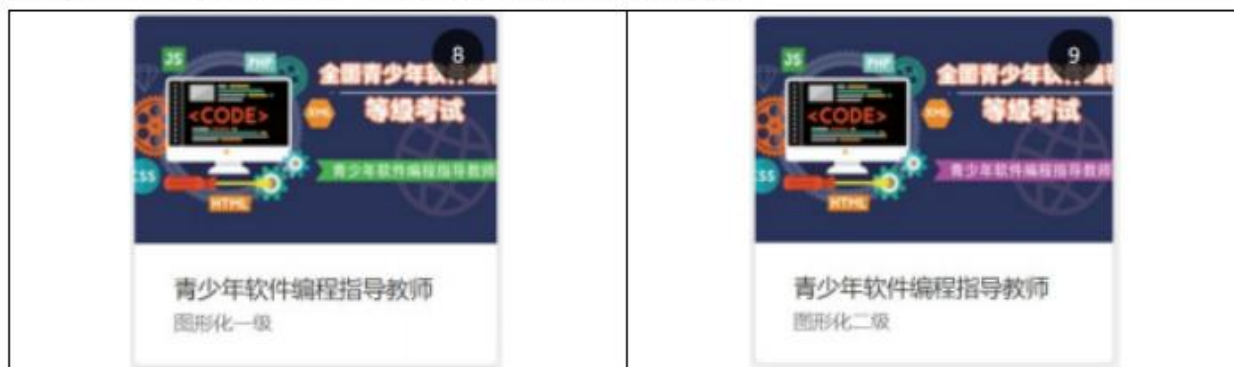 8
JS
PHP
全国青少年软件编程
<CODE>
XML
等级考试
CSS
青少年软件编程指导教师
HTML
青少年软件编程指导教师
图形化一级
9
JS
PHP
全国青少年软件编程
<CODE>
XML
等级考试
CSS
青少年软件编程指导教师
HTML
青少年软件编程指导教师
图形化二级